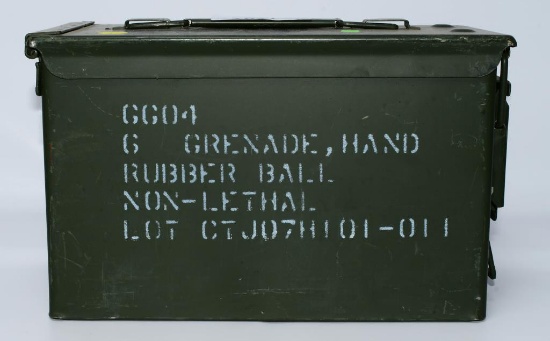 GG04
6 GRENADE, HAND
RUBBER BALL
NON-LETHAL
LOT CTJ07H101-011